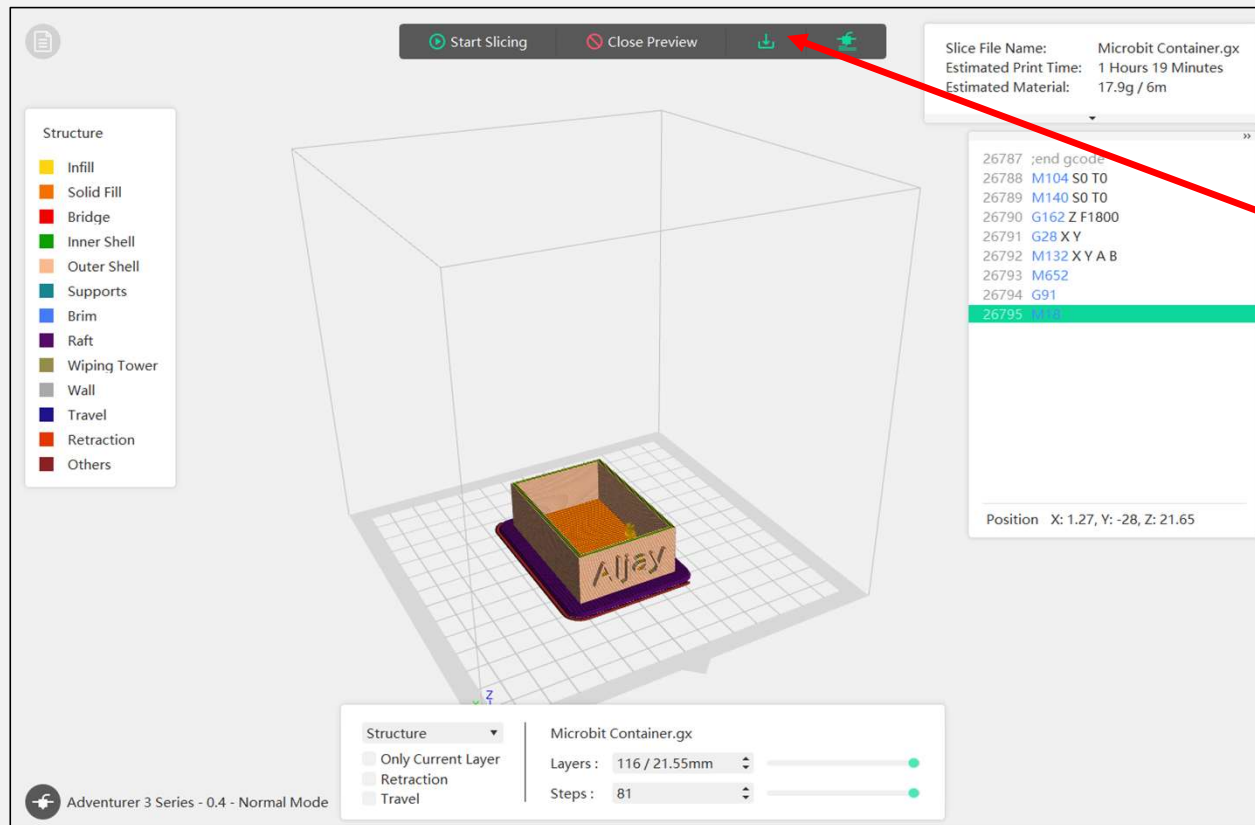 Start Slicing
Close Preview
Slice File Name: Microbit Container.gx
Estimated Print Time: 1 Hours 19 Minutes
Estimated Material: 17.9g / 6m
Structure
Infill
Solid Fill
Bridge
Inner Shell
Outer Shell
Supports
Brim
Raft
Wiping Tower
Wall
Travel
Retraction
Others
»
26787 ;end gcode
26788 M104 S0 T0
26789 M140 S0 T0
26790 G162 Z F1800
26791 G28 X Y
26792 M132 X Y A B
26793 M652
26794 G91
26795 M18
Position X: 1.27, Y: -28, Z: 21.65
Aljay
Z
Structure
Only Current Layer
Retraction
Travel
Microbit Container.gx
Layers : 116 / 21.55mm
Steps : 81
Adventurer 3 Series - 0.4 - Normal Mode